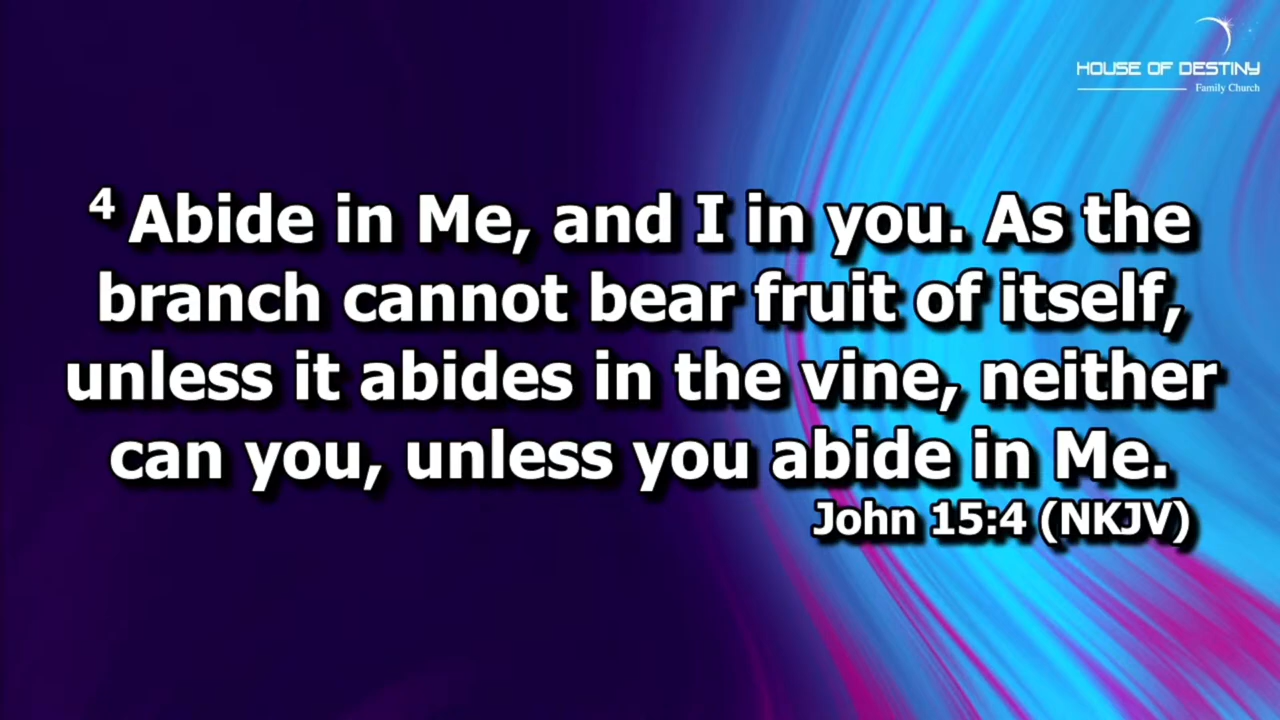 HOUSE OF DESTINY
Family Church
⁴ Abide in Me, and I in you. As the
branch cannot bear fruit of itself,
unless it abides in the vine, neither
can you, unless you abide in Me.
John 15:4 (NKJV)